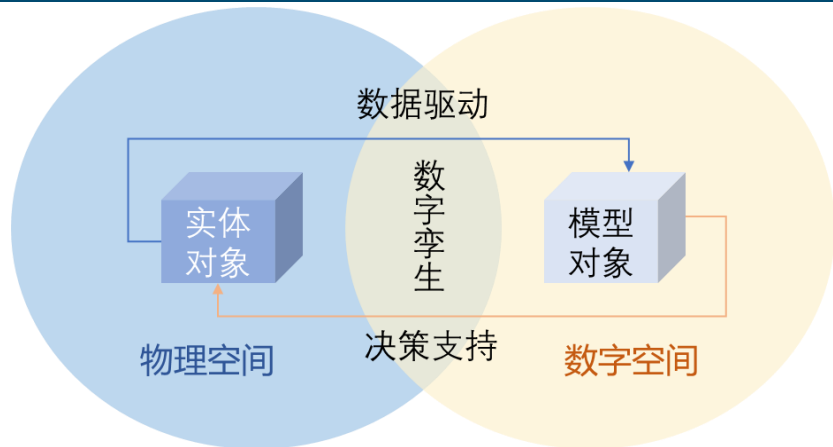 数据驱动
数字孪生
实体
对象
模型
对象
决策支持
物理空间
数字空间